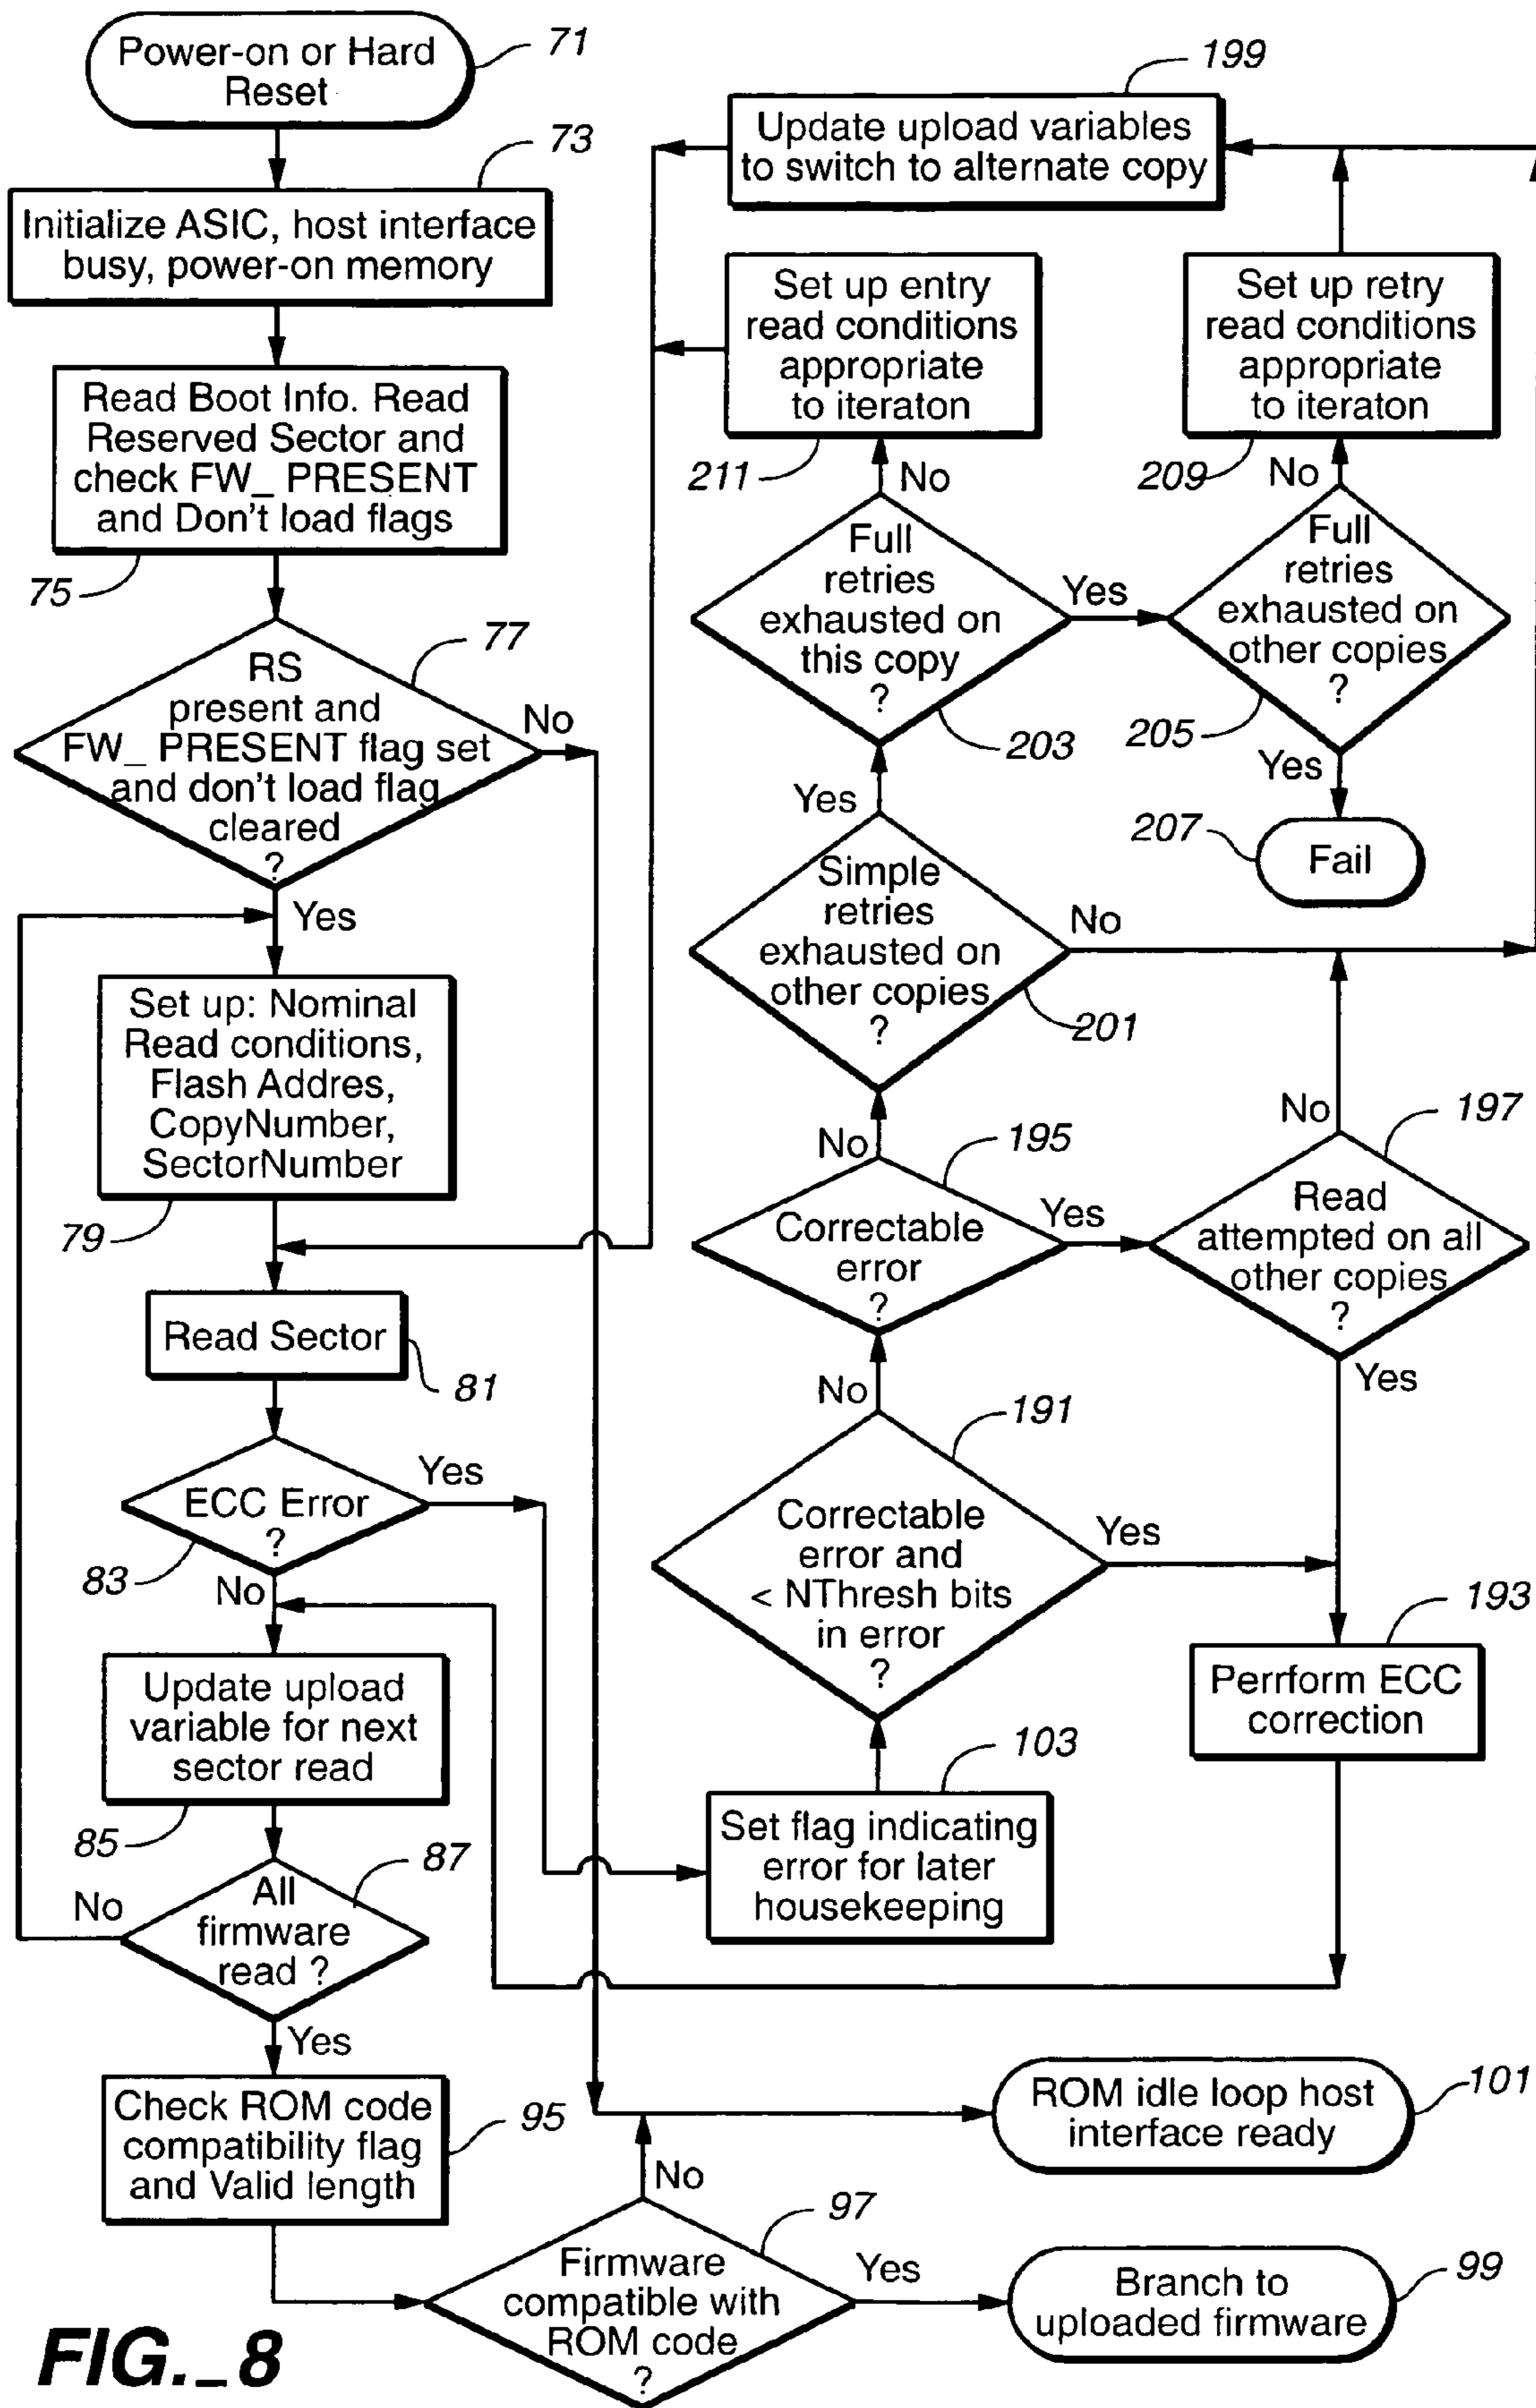 Power-on or Hard
Reset
71
73
Initialize ASIC, host interface
busy, power-on memory
Read Boot Info. Read
Reserved Sector and
check FW_ PRESENT
and Don't load flags
75
77
RS
present and
FW_ PRESENT flag set
and don't load flag
cleared
?
No
Yes
Set up: Nominal
Read conditions,
Flash Addres,
CopyNumber,
SectorNumber
79
Read Sector
81
ECC Error
?
Yes
83
No
Update upload
variable for next
sector read
85
87
All
firmware
read ?
No
Yes
Check ROM code
compatibility flag
and Valid length
95
Firmware
compatible with
ROM code
?
97
No
Yes
ROM idle loop host
interface ready
101
Branch to
uploaded firmware
99
199
Update upload variables
to switch to alternate copy
Set up entry
read conditions
appropriate
to iteraton
211
No
Set up retry
read conditions
appropriate
to iteraton
209
No
Full
retries
exhausted on
this copy
?
203
Yes
Full
retries
exhausted on
other copies
?
205
Yes
207
Fail
Yes
Simple
retries
exhausted on
other copies
?
201
No
No
195
Correctable
error
?
Yes
No
197
Read
attempted on all
other copies
?
Yes
No
191
Correctable
error and
< NThresh bits
in error
?
Yes
193
Perrform ECC
correction
103
Set flag indicating
error for later
housekeeping
FIG._8